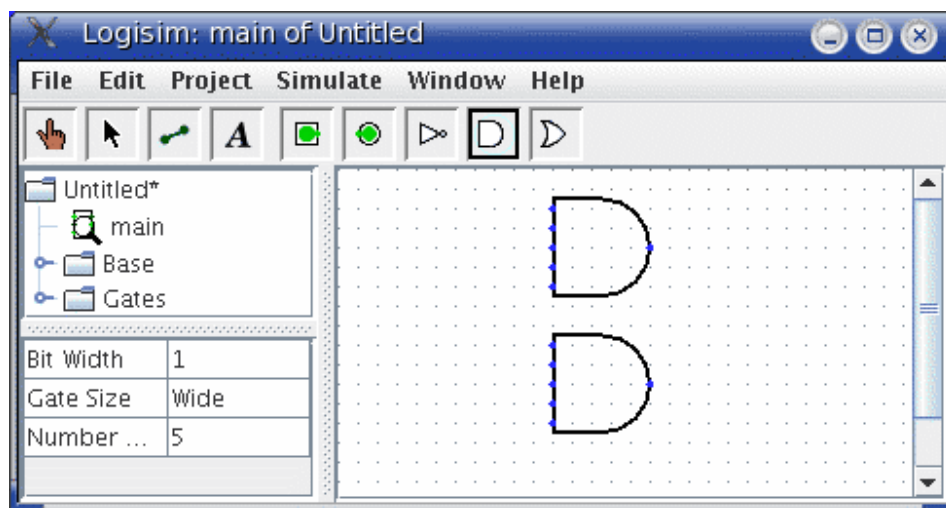 Logisim: main of Untitled
File Edit Project Simulate Window Help
A
Untitled*
main
Base
Gates
Bit Width 1
Gate Size Wide
Number ... 5